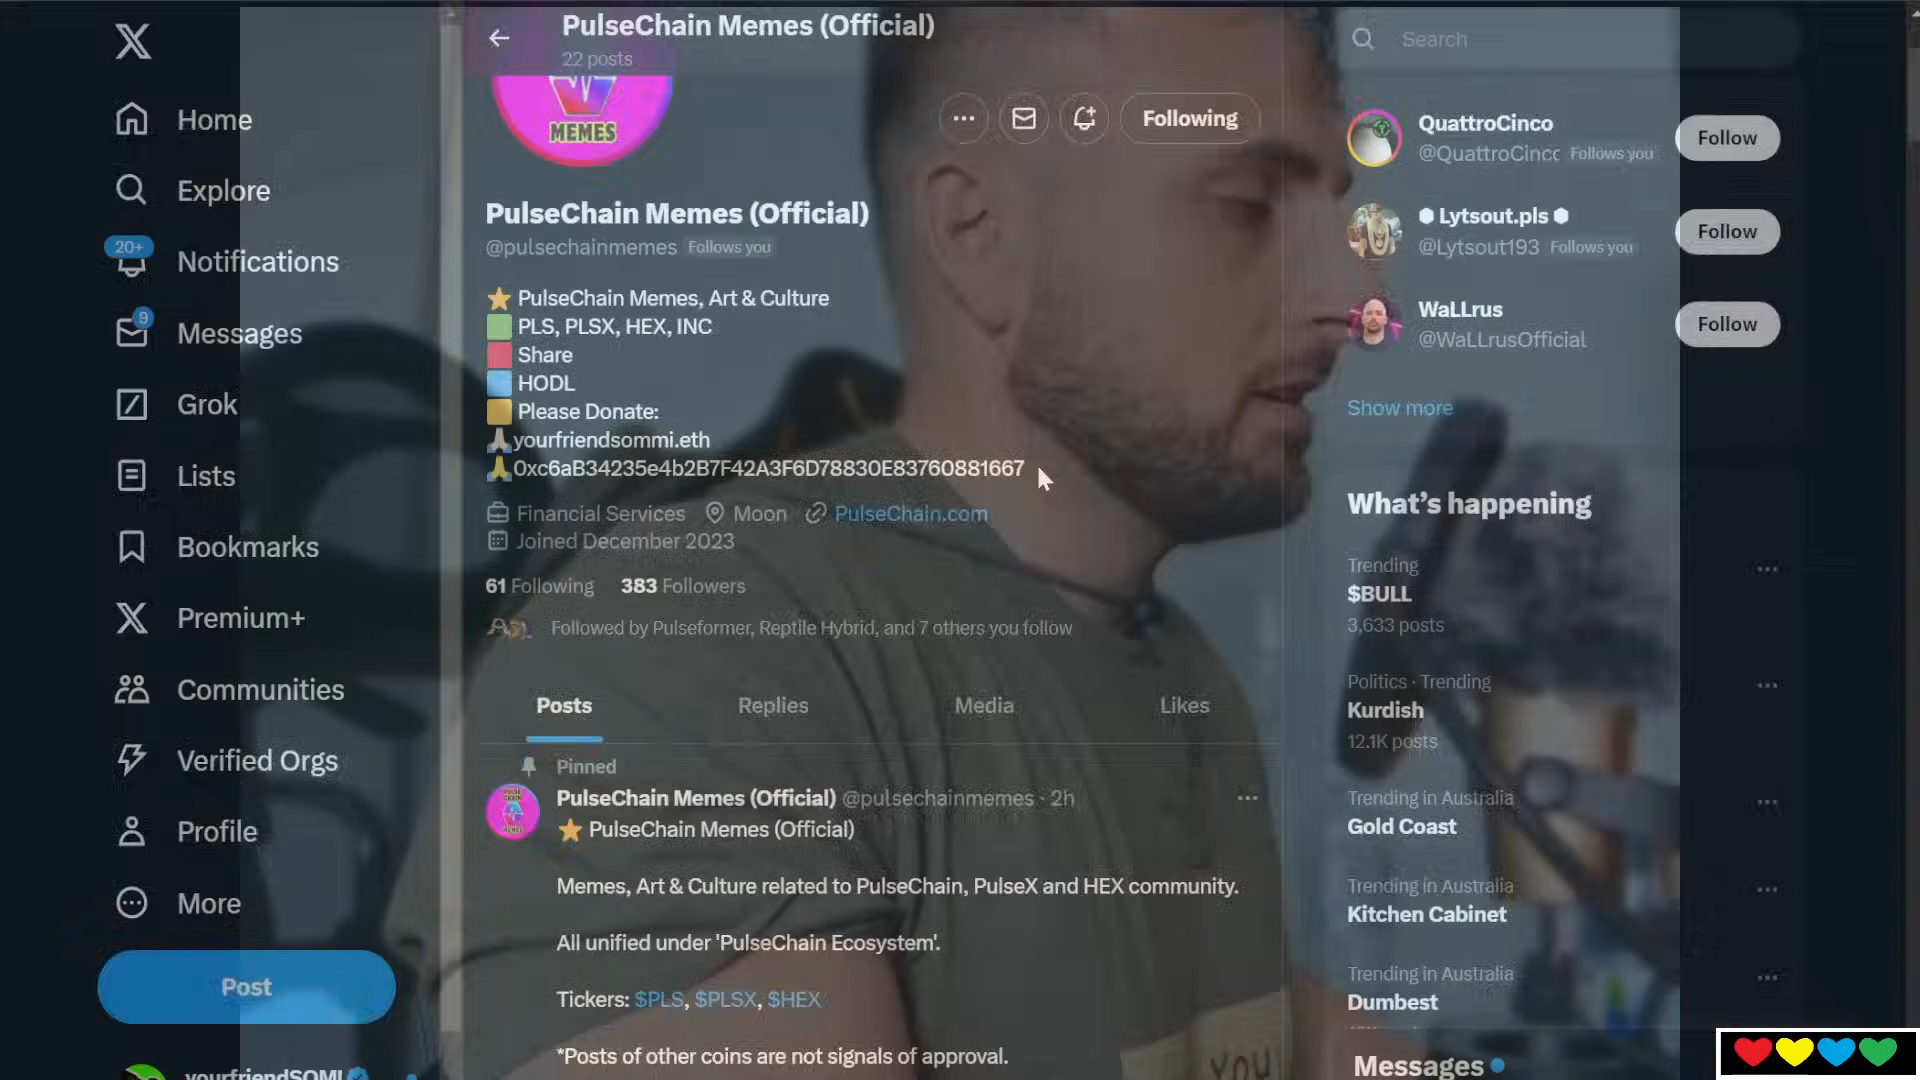 PulseChain Memes (Official)
22 posts
MEMES
Following
PulseChain Memes (Official)
@pulsechainmemes Follows you
PulseChain Memes, Art & Culture
PLS, PLSX, HEX, INC
Share
HODL
Please Donate:
yourfriendsommi.eth
0xc6aB34235e4b2B7F42A3F6D78830E83760881667
Financial Services Moon PulseChain.com
Joined December 2023
61 Following 383 Followers
Followed by Pulseformer, Reptile Hybrid, and 7 others you follow
Posts Replies Media Likes
Pinned
PulseChain Memes (Official) @pulsechainmemes · 2h
PulseChain Memes (Official)
Memes, Art & Culture related to PulseChain, PulseX and HEX community.
All unified under 'PulseChain Ecosystem'.
Tickers: $PLS, $PLSX, $HEX
*Posts of other coins are not signals of approval.
Home
Explore
20+
Notifications
9
Messages
Grok
Lists
Bookmarks
Premium+
Communities
Verified Orgs
Profile
More
Post
yourfriendSOMI
Search
QuattroCinco
@QuattroCinc Follows you
Follow
Lytsout.pls
@Lytsout193 Follows you
Follow
WaLLrus
@WaLLrusOfficial
Follow
Show more
What's happening
Trending
$BULL
3,633 posts
Politics · Trending
Kurdish
12.1K posts
Trending in Australia
Gold Coast
Trending in Australia
Kitchen Cabinet
Trending in Australia
Dumbest
Messages
YOU